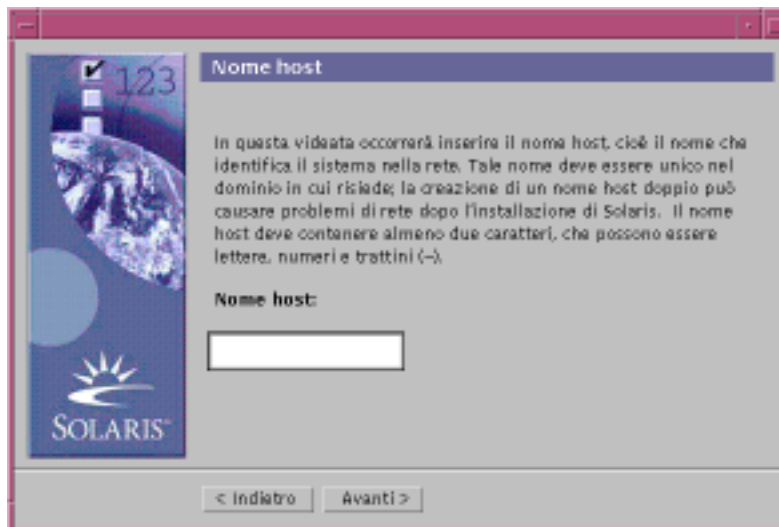 123
Nome host
In questa videata occorrerà inserire il nome host, cioè il nome che
identifica il sistema nella rete. Tale nome deve essere unico nel
dominio in cui risiede; la creazione di un nome host doppio può
causare problemi di rete dopo l'installazione di Solaris. Il nome
host deve contenere almeno due caratteri, che possono essere
lettere, numeri e trattini (-).
Nome host:
SOLARIS™
< Indietro
Avanti >